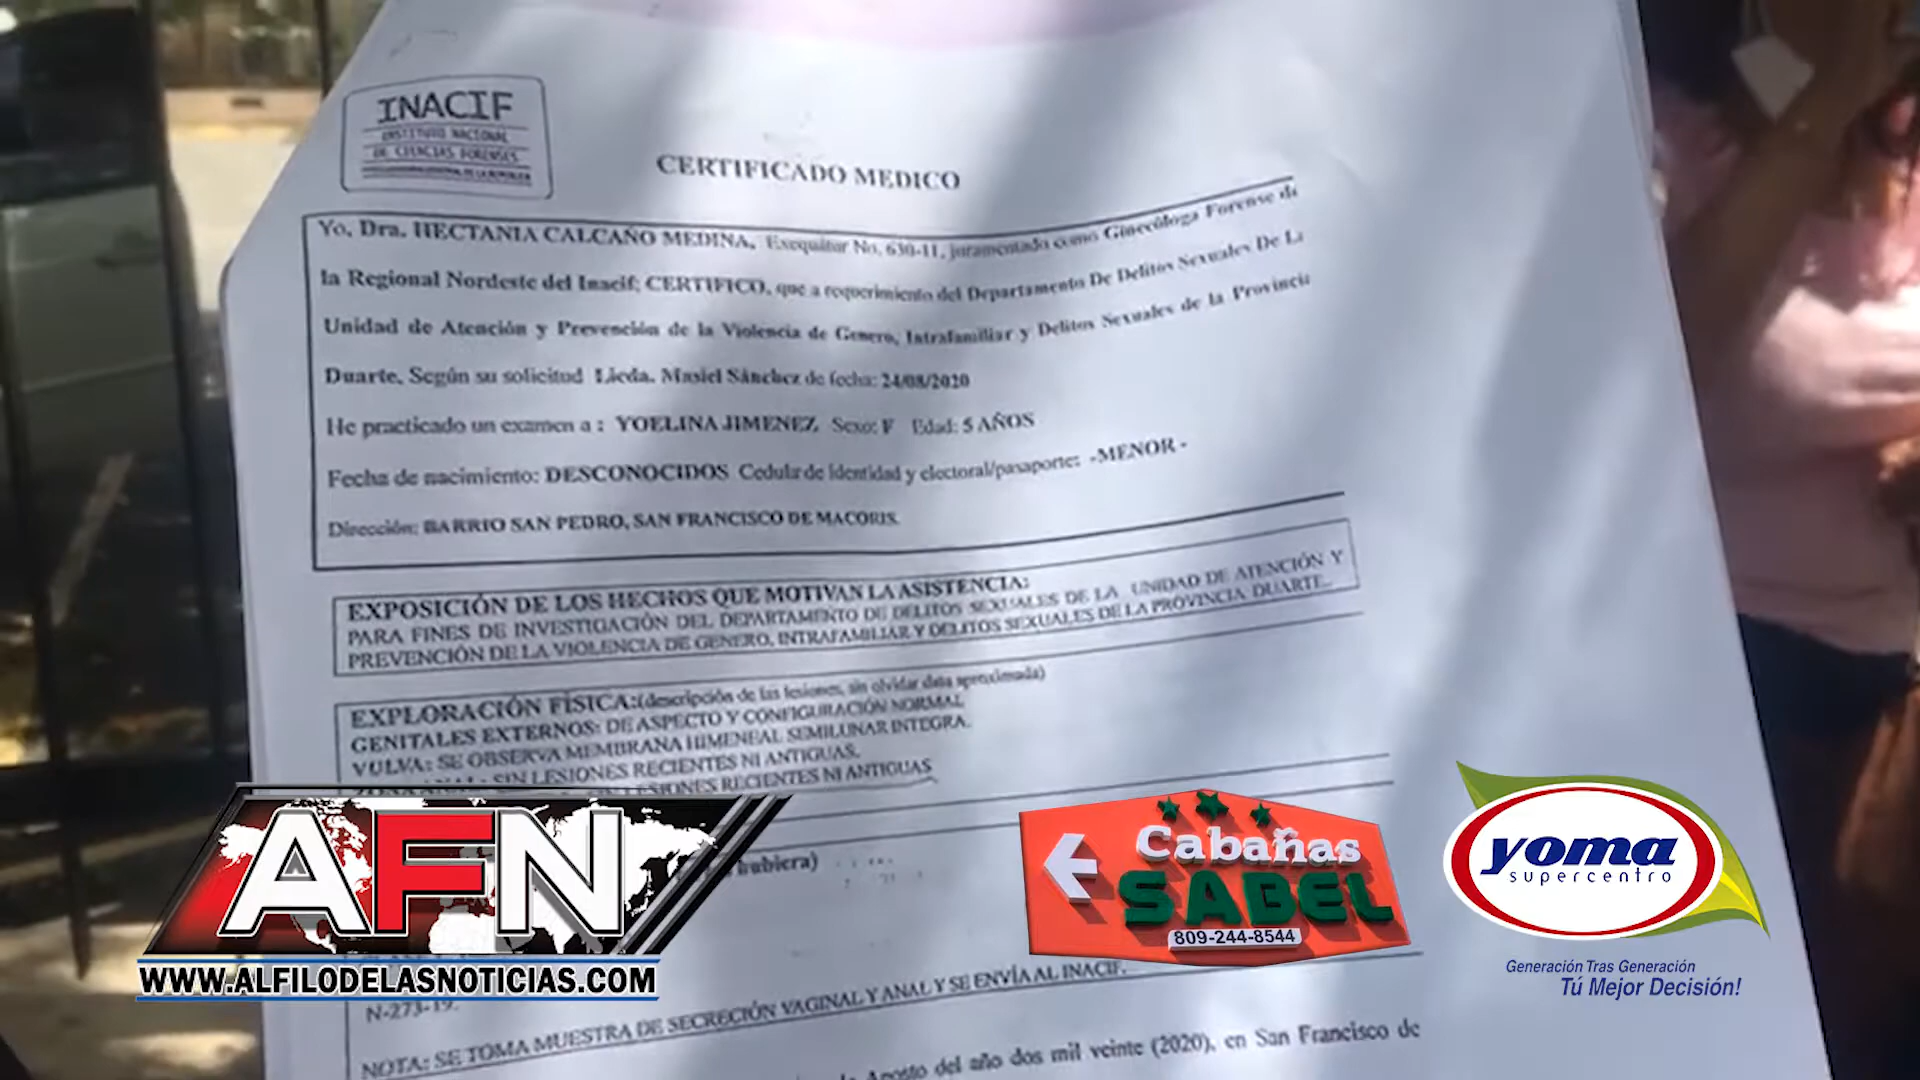 INACIF
INSTITUTO NACIONAL
DE CIENCIAS FORENSES
CERTIFICADO MEDICO
Yo, Dra. HECTANIA CALCAÑO MEDINA, Exequátur No. 630-11, juramentado como Ginecóloga Forense de
la Regional Nordeste del Inacif; CERTIFICO, que a requerimiento del Departamento De Delitos Sexuales De La
Unidad de Atención y Prevención de la Violencia de Genero, Intrafamiliar y Delitos Sexuales de la Provincia
Duarte, Según su solicitud Licda. Masiel Sánchez de fecha: 24/08/2020
He practicado un examen a : YOELINA JIMENEZ Sexo: F Edad: 5 AÑOS
Fecha de nacimiento: DESCONOCIDOS Cedula de identidad y electoral/pasaporte: -MENOR -
Dirección: BARRIO SAN PEDRO, SAN FRANCISCO DE MACORIS.
EXPOSICIÓN DE LOS HECHOS QUE MOTIVAN LA ASISTENCIA:
PARA FINES DE INVESTIGACIÓN DEL DEPARTAMENTO DE DELITOS SEXUALES DE LA UNIDAD DE ATENCIÓN Y
PREVENCIÓN DE LA VIOLENCIA DE GENERO, INTRAFAMILIAR Y DELITOS SEXUALES DE LA PROVINCIA DUARTE.
EXPLORACIÓN FÍSICA:(descripción de las lesiones, sin olvidar data aproximada)
GENITALES EXTERNOS: DE ASPECTO Y CONFIGURACIÓN NORMAL
VULVA: SE OBSERVA MEMBRANA HIMENEAL SEMILUNAR INTEGRA.
SIN LESIONES RECIENTES NI ANTIGUAS.
LESIONES RECIENTES NI ANTIGUAS
hubiera)
N-273-19.
NOTA: SE TOMA MUESTRA DE SECRECIÓN VAGINAL Y ANAL Y SE ENVÍA AL INACIF.
Agosto del año dos mil veinte (2020), en San Francisco de
AFN
WWW.ALFILODELASNOTICIAS.COM
Cabañas
SABEL
809-244-8544
yoma
supercentro
Generación Tras Generación
Tú Mejor Decisión!